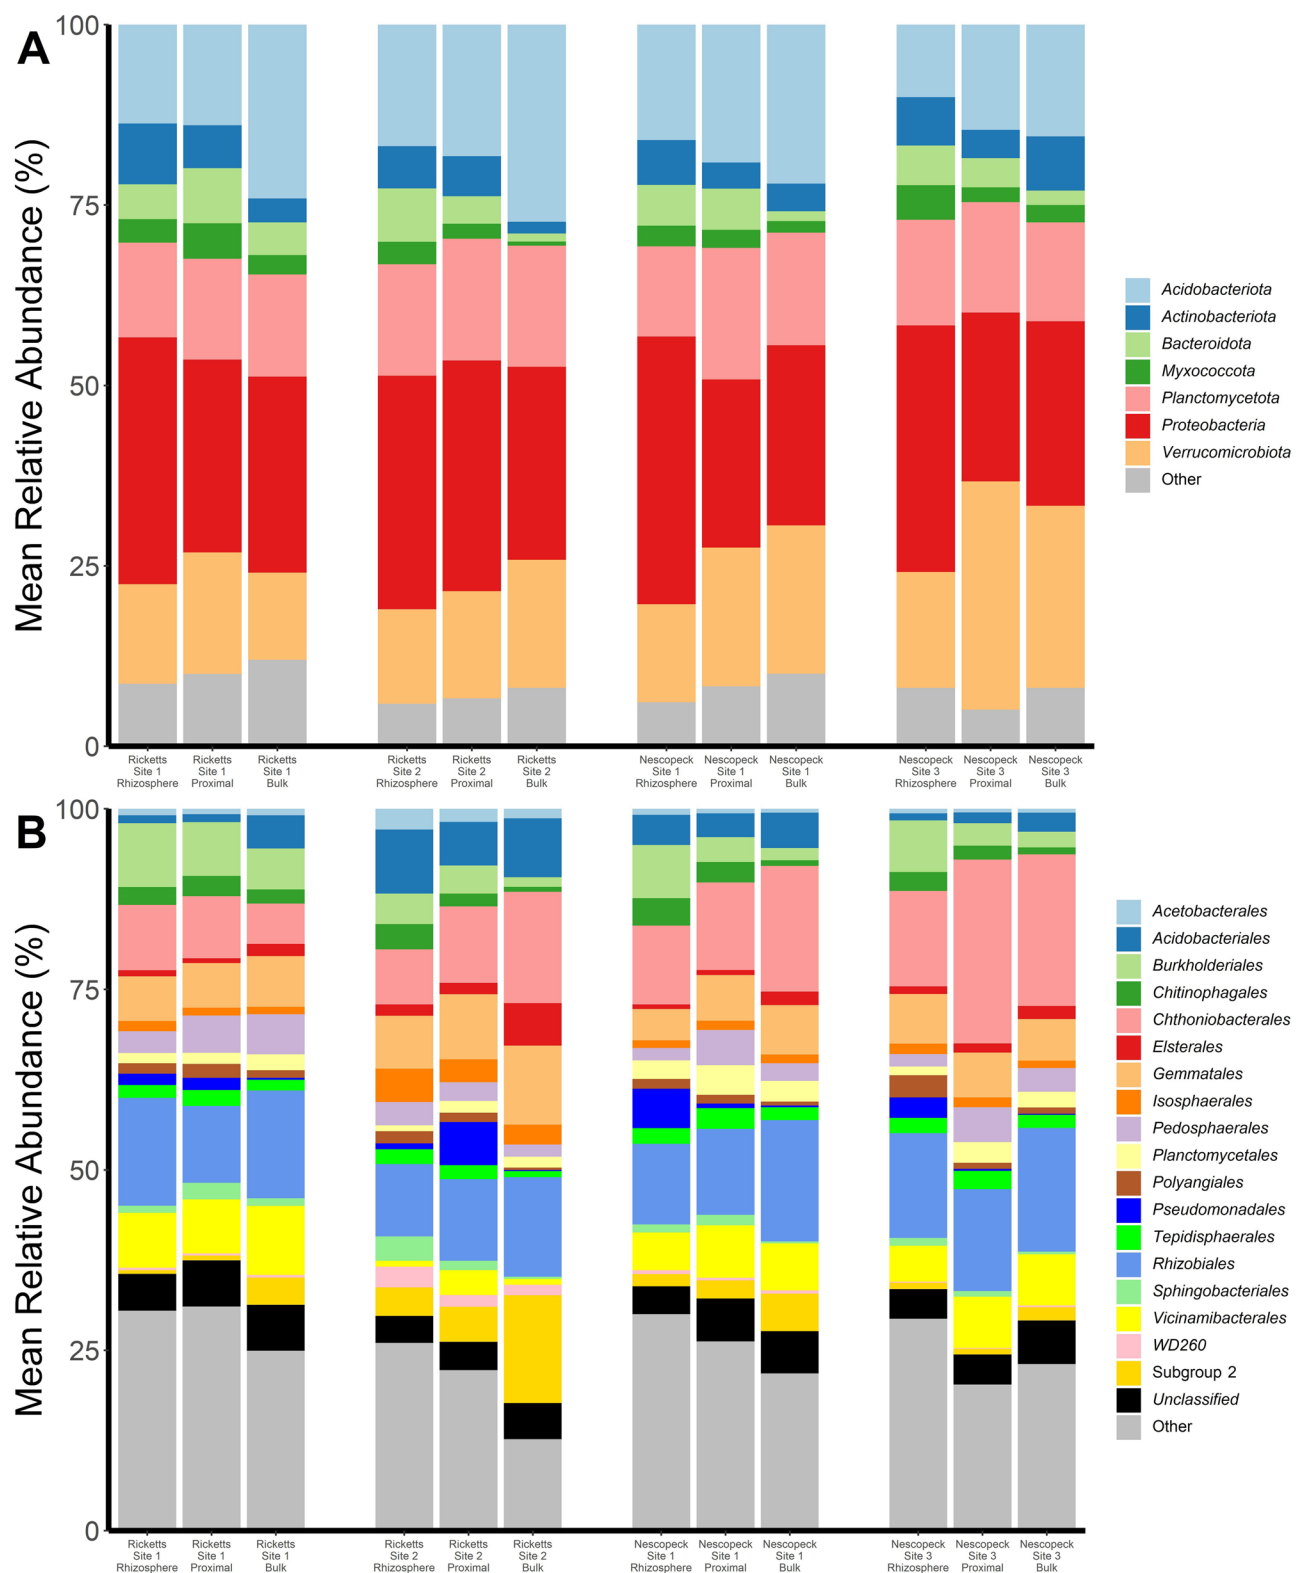 A
Mean Relative Abundance (%)
100
75
50
25
0
Ricketts
Site 1
Rhizosphere
Ricketts
Site 1
Proximal
Ricketts
Site 1
Bulk
Ricketts
Site 2
Rhizosphere
Ricketts
Site 2
Proximal
Ricketts
Site 2
Bulk
Nescopeck
Site 1
Rhizosphere
Nescopeck
Site 1
Proximal
Nescopeck
Site 1
Bulk
Nescopeck
Site 3
Rhizosphere
Nescopeck
Site 3
Proximal
Nescopeck
Site 3
Bulk
Acidobacteriota
Actinobacteriota
Bacteroidota
Myxococcota
Planctomycetota
Proteobacteria
Verrucomicrobiota
Other
B
Mean Relative Abundance (%)
100
75
50
25
0
Ricketts
Site 1
Rhizosphere
Ricketts
Site 1
Proximal
Ricketts
Site 1
Bulk
Ricketts
Site 2
Rhizosphere
Ricketts
Site 2
Proximal
Ricketts
Site 2
Bulk
Nescopeck
Site 1
Rhizosphere
Nescopeck
Site 1
Proximal
Nescopeck
Site 1
Bulk
Nescopeck
Site 3
Rhizosphere
Nescopeck
Site 3
Proximal
Nescopeck
Site 3
Bulk
Acetobacterales
Acidobacteriales
Burkholderiales
Chitinophagales
Chthoniobacterales
Elsterales
Gemmatales
Isosphaerales
Pedosphaerales
Planctomycetales
Polyangiales
Pseudomonadales
Tepidisphaerales
Rhizobiales
Sphingobacteriales
Vicinamibacterales
WD260
Subgroup 2
Unclassified
Other